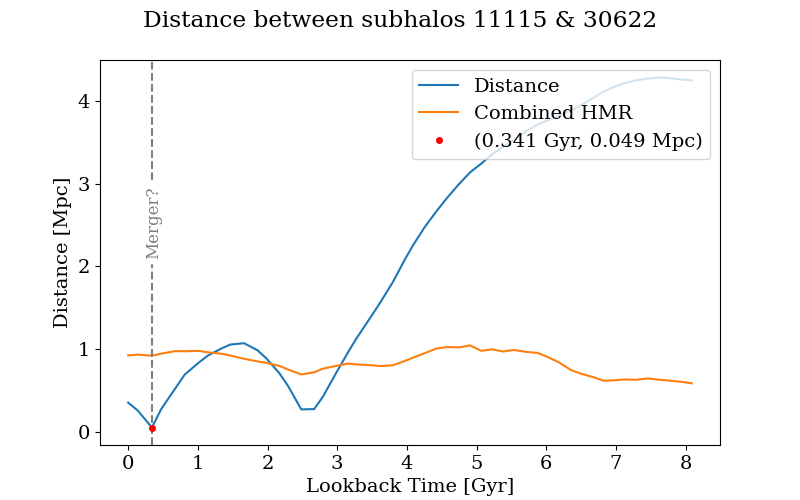 Distance between subhalos 11115 & 30622
Distance
Combined HMR
(0.341 Gyr, 0.049 Mpc)
Merger?
Distance [Mpc]
4
3
2
1
0
0 1 2 3 4 5 6 7 8
Lookback Time [Gyr]